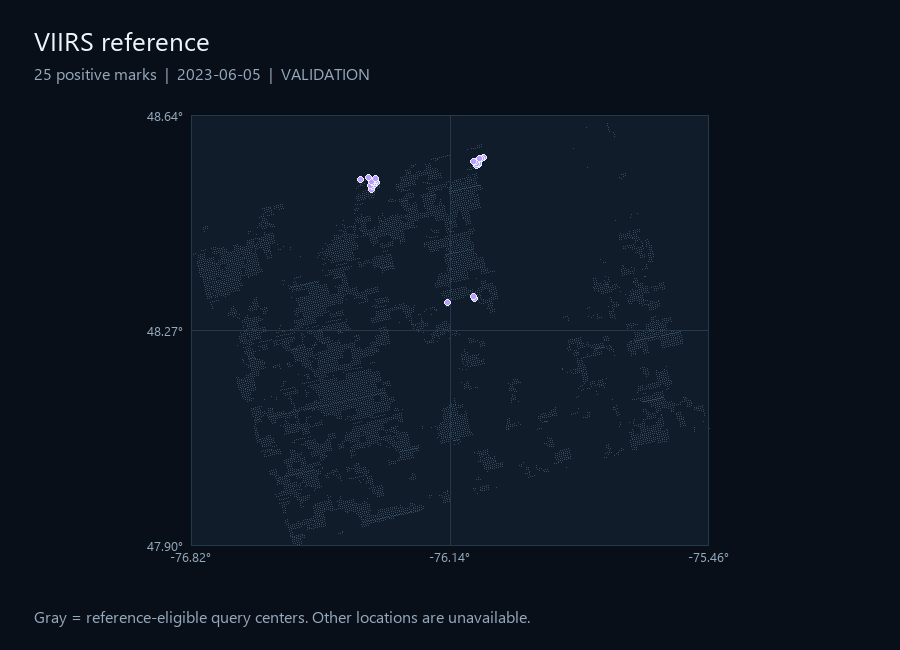 VIIRS reference
25 positive marks | 2023-06-05 | VALIDATION
48.64°
48.27°
47.90°
-76.82°
-76.14°
-75.46°
Gray = reference-eligible query centers. Other locations are unavailable.